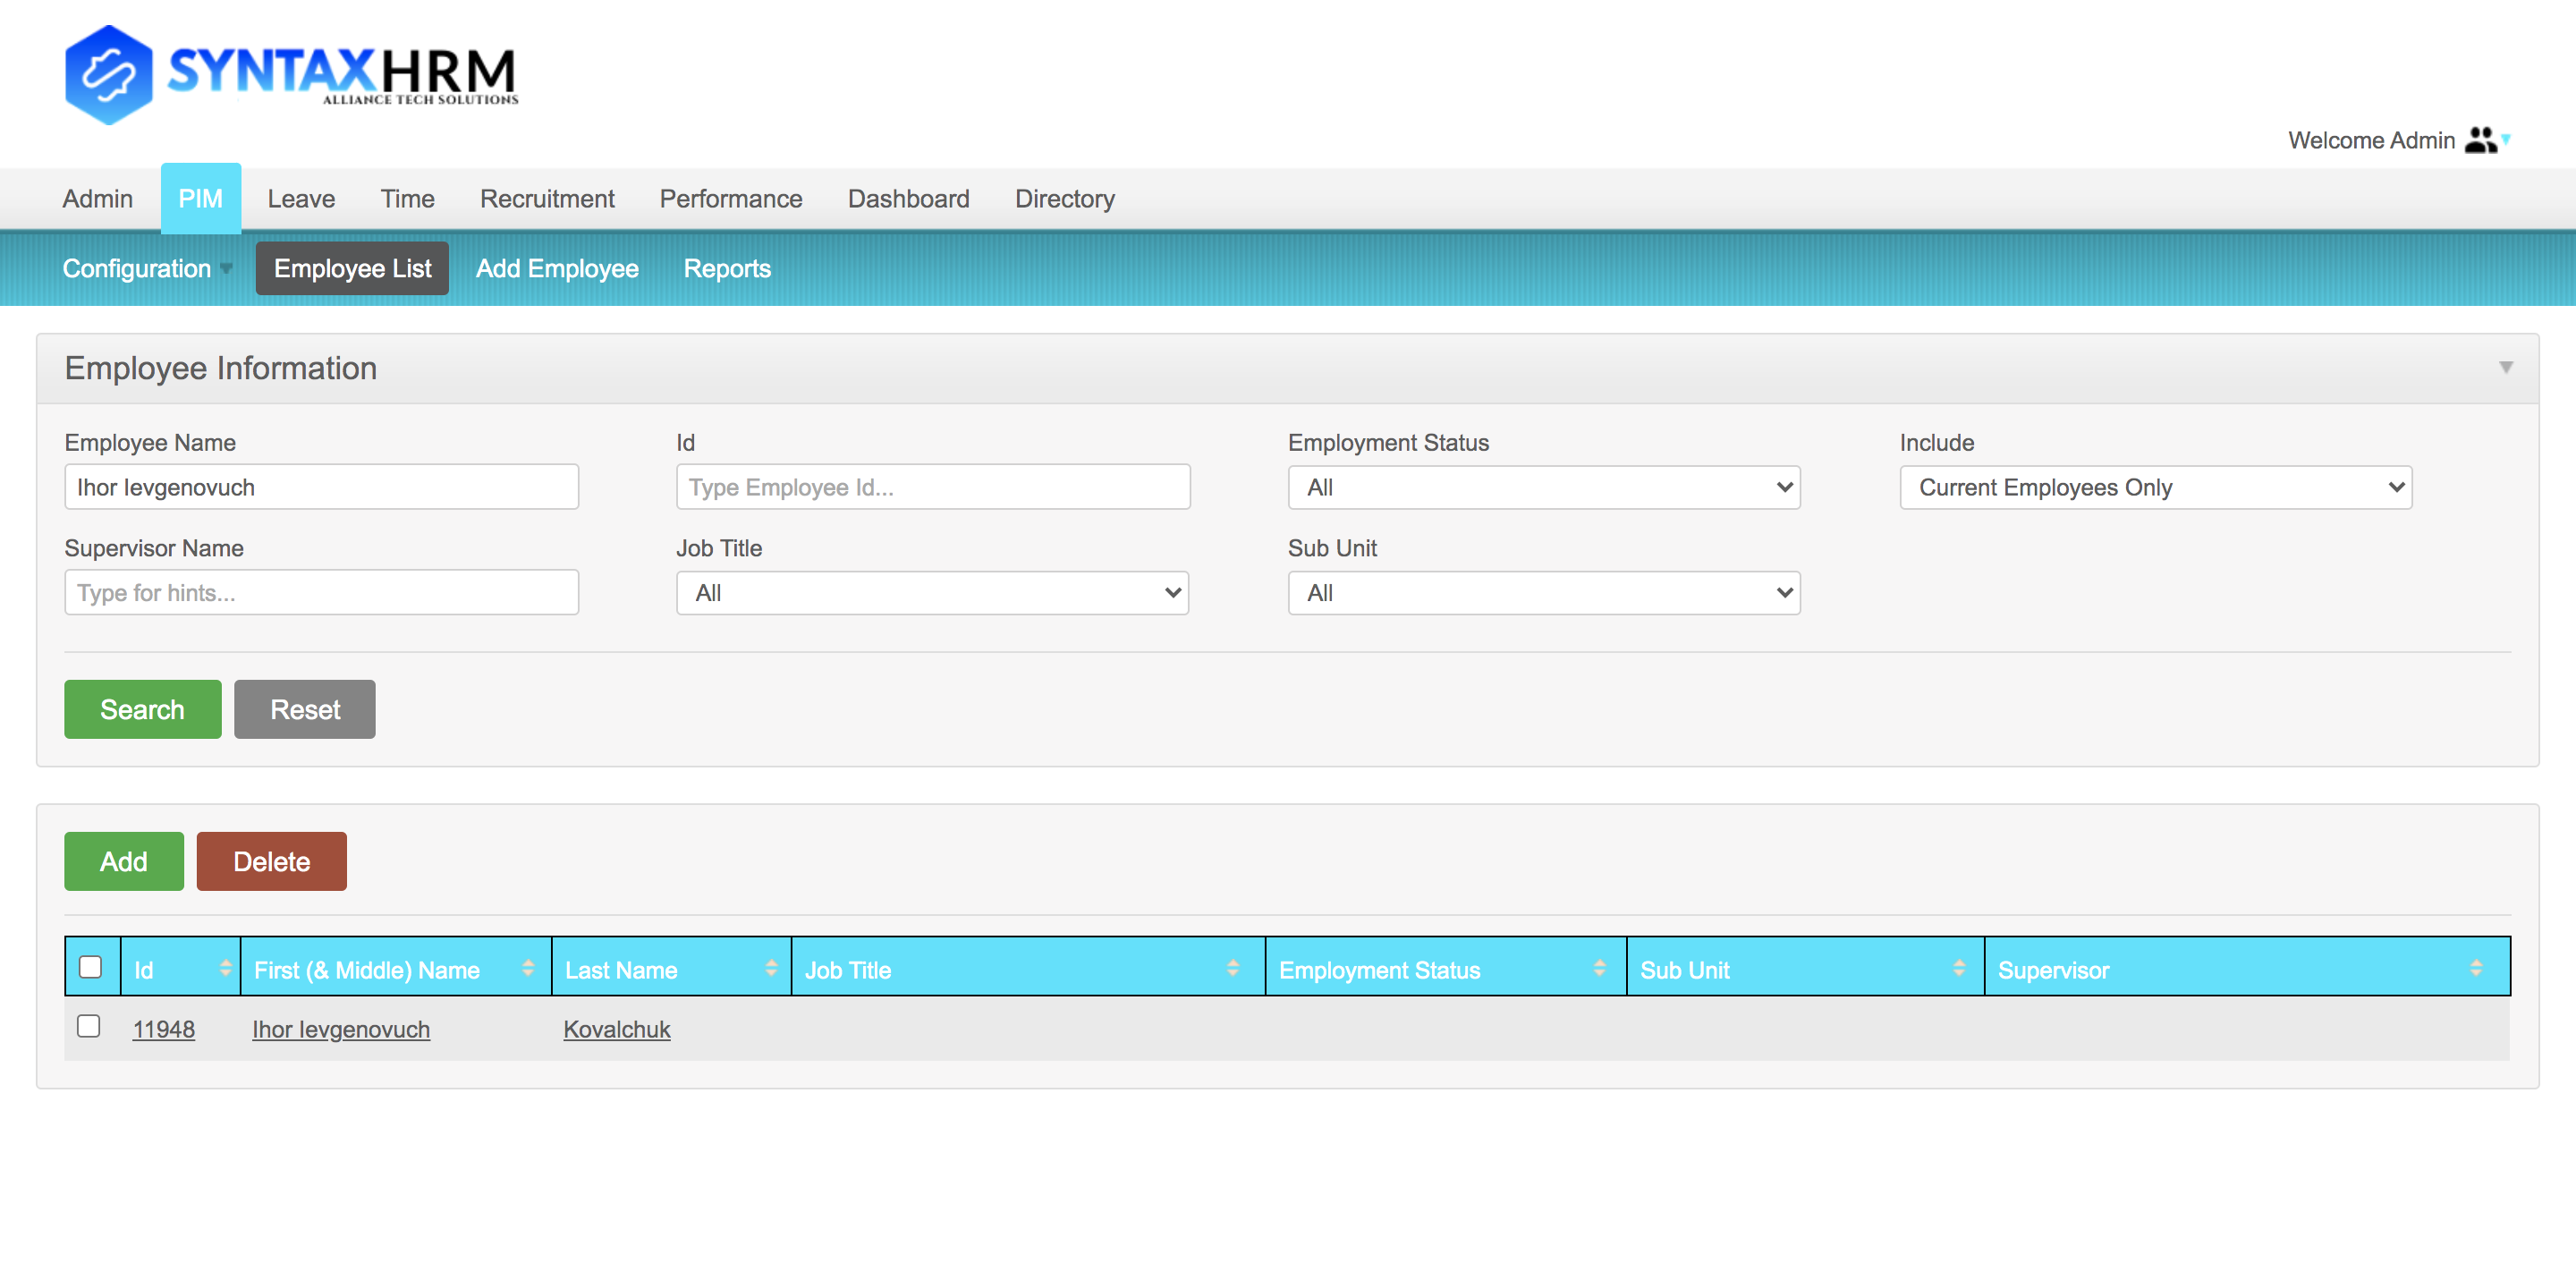 SYNTAXHRM
ALLIANCE TECH SOLUTIONS
Welcome Admin
Admin PIM Leave Time Recruitment Performance Dashboard Directory
Configuration Employee List Add Employee Reports
Employee Information
Employee Name Id Employment Status Include
Ihor Ievgenovuch Type Employee Id... All Current Employees Only
Supervisor Name Job Title Sub Unit
Type for hints... All All
Search Reset
Add Delete
Id First (& Middle) Name Last Name Job Title Employment Status Sub Unit Supervisor
11948 Ihor Ievgenovuch Kovalchuk